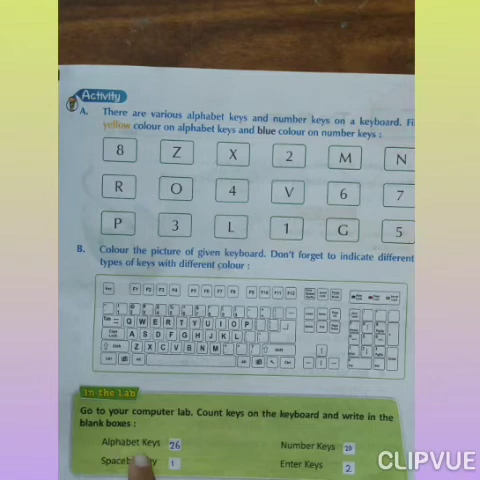 Activity
A. There are various alphabet keys and number keys on a keyboard. Fi
yellow colour on alphabet keys and blue colour on number keys :
8 Z X 2 M N
R O 4 V 6 7
P 3 L 1 G 5
B. Colour the picture of given keyboard. Don't forget to indicate different
types of keys with different colour :
Q W E R T Y U I O P
A S D F G H J K L
Z X C V B N M
In the Lab
Go to your computer lab. Count keys on the keyboard and write in the
blank boxes :
Alphabet Keys 26 Number Keys
Enter Keys 2
CLIPVUE